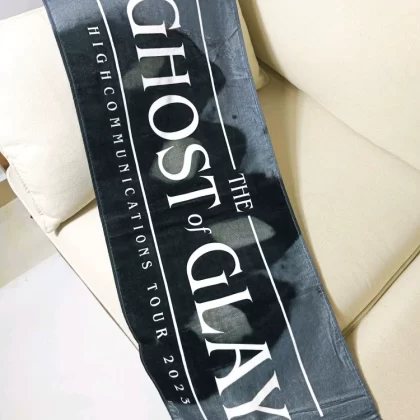 THE
GHOST of GLAY
HIGHCOMMUNICATIONS TOUR 2023